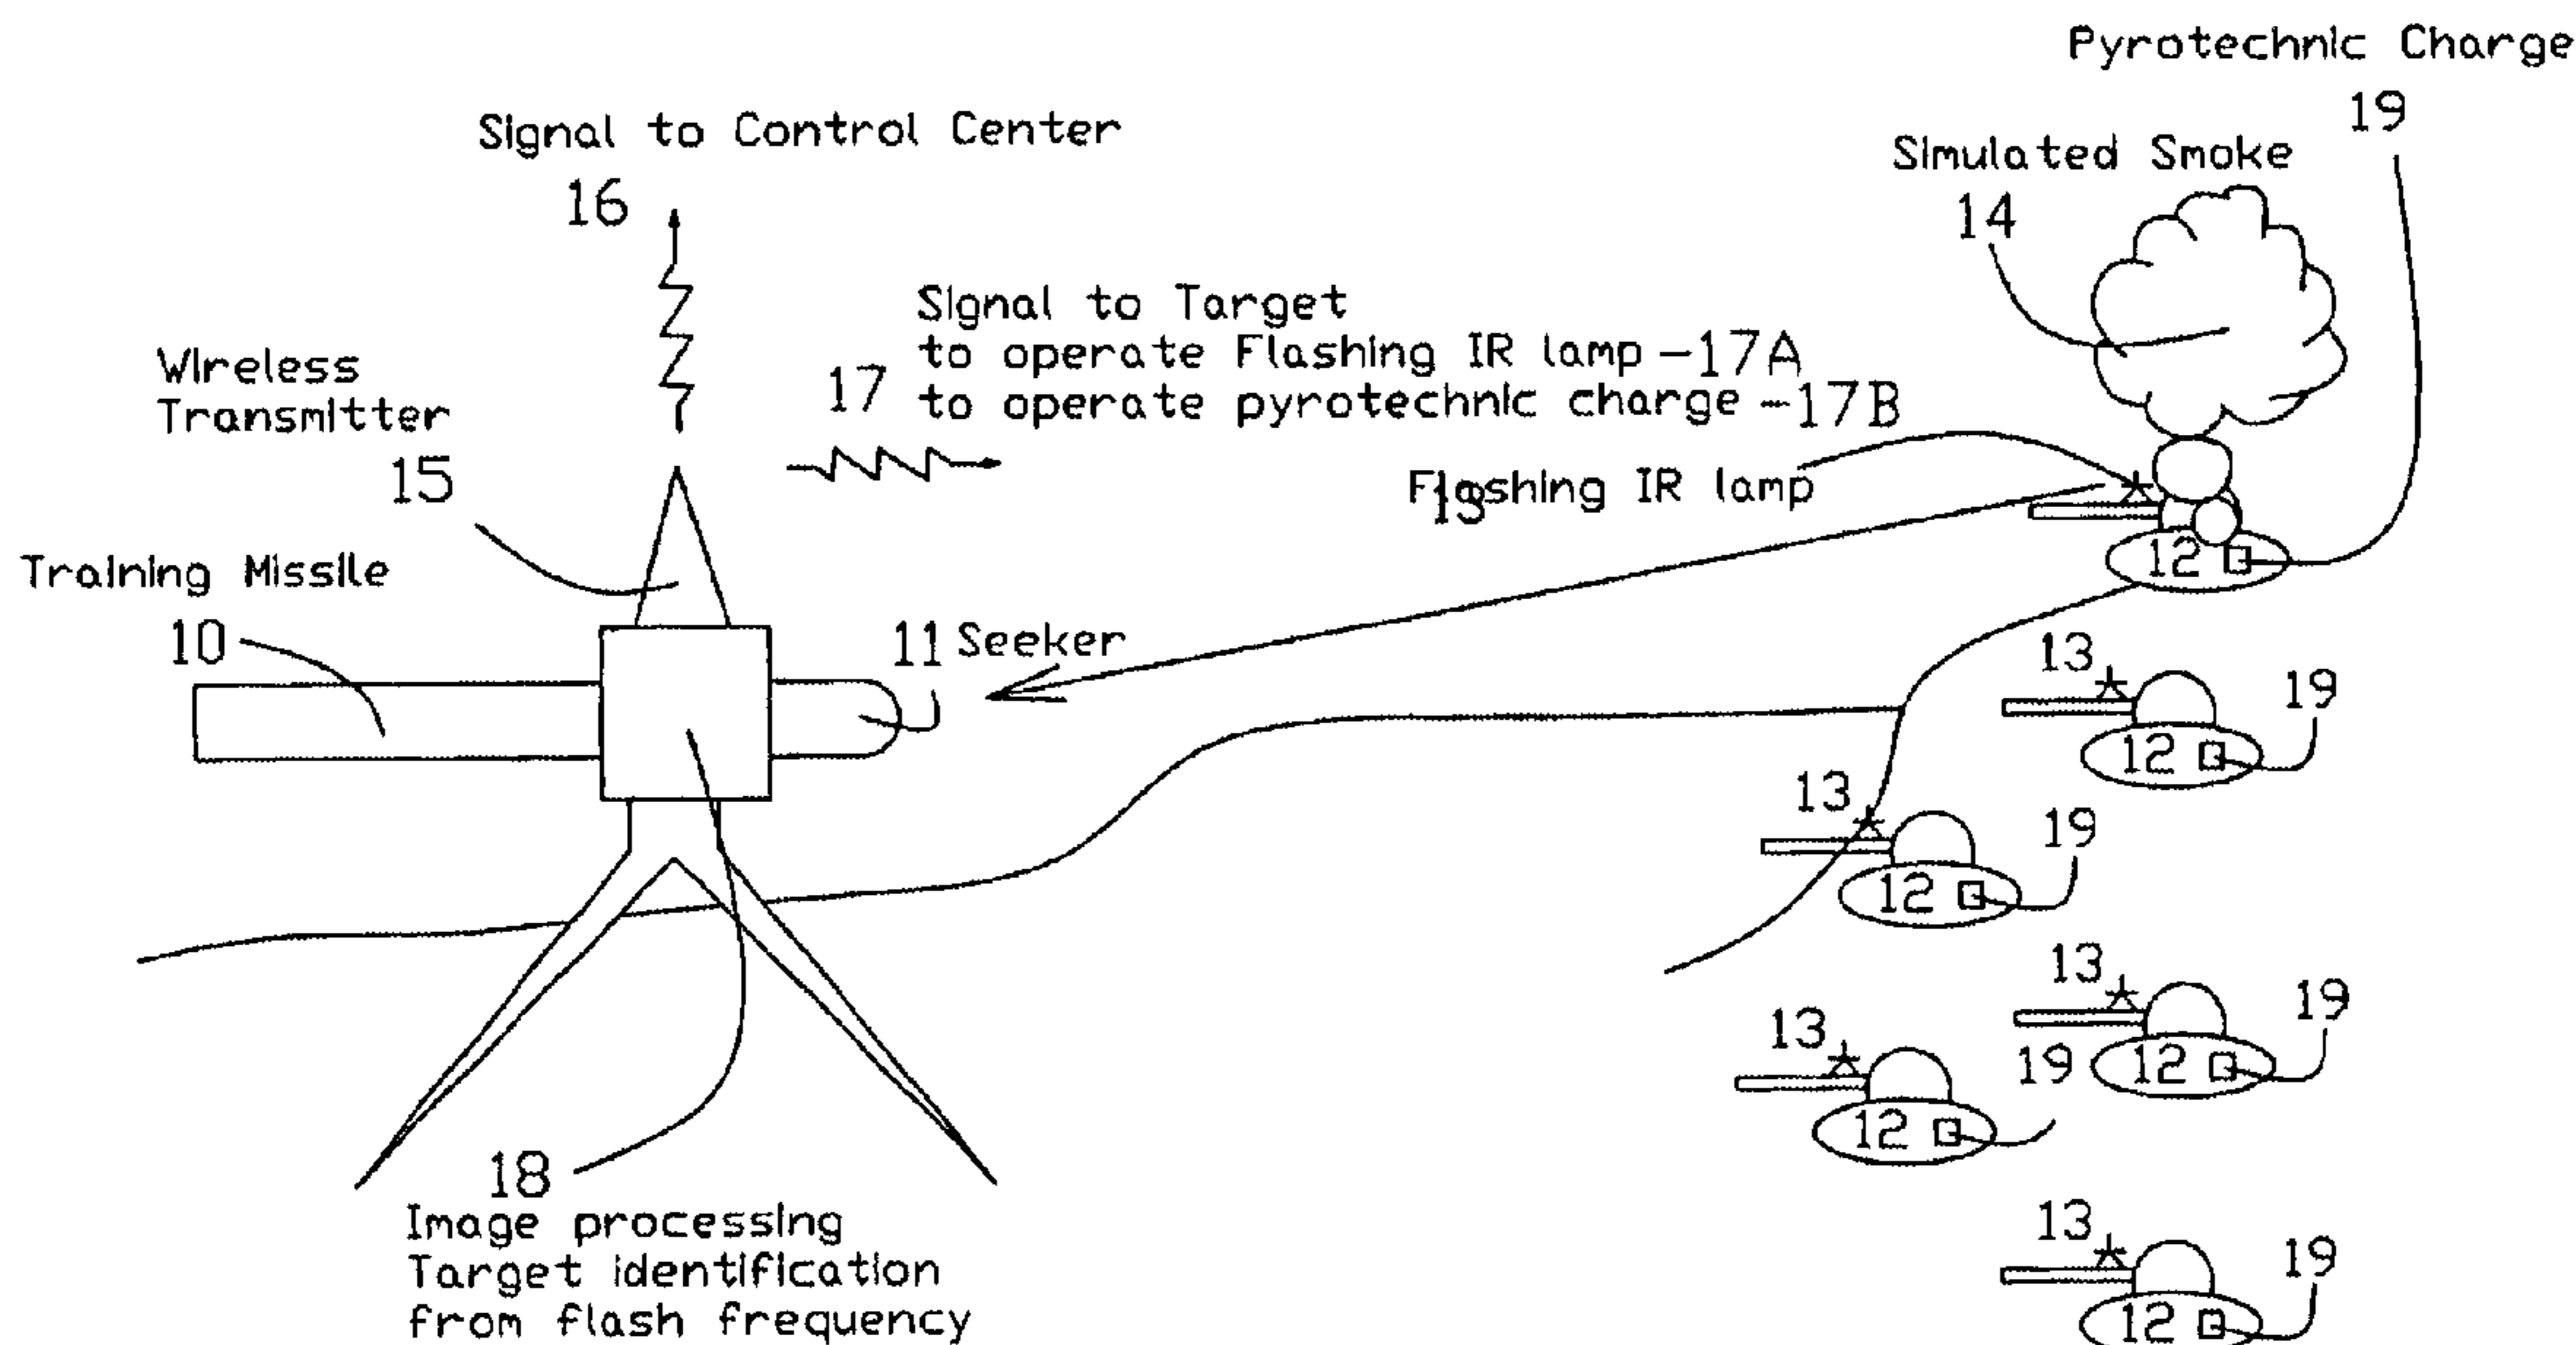 Pyrotechnic Charge
19
Signal to Control Center
16
Simulated Smoke
14
Signal to Target
to operate Flashing IR lamp -17A
17 to operate pyrotechnic charge -17B
Wireless
Transmitter
15
Flashing IR lamp
13
12
Training Missile
10
11 Seeker
13
19
12
13
19
12
13
19
12
13
19
12
18
Image processing
Target identification
from flash frequency
13
19
12